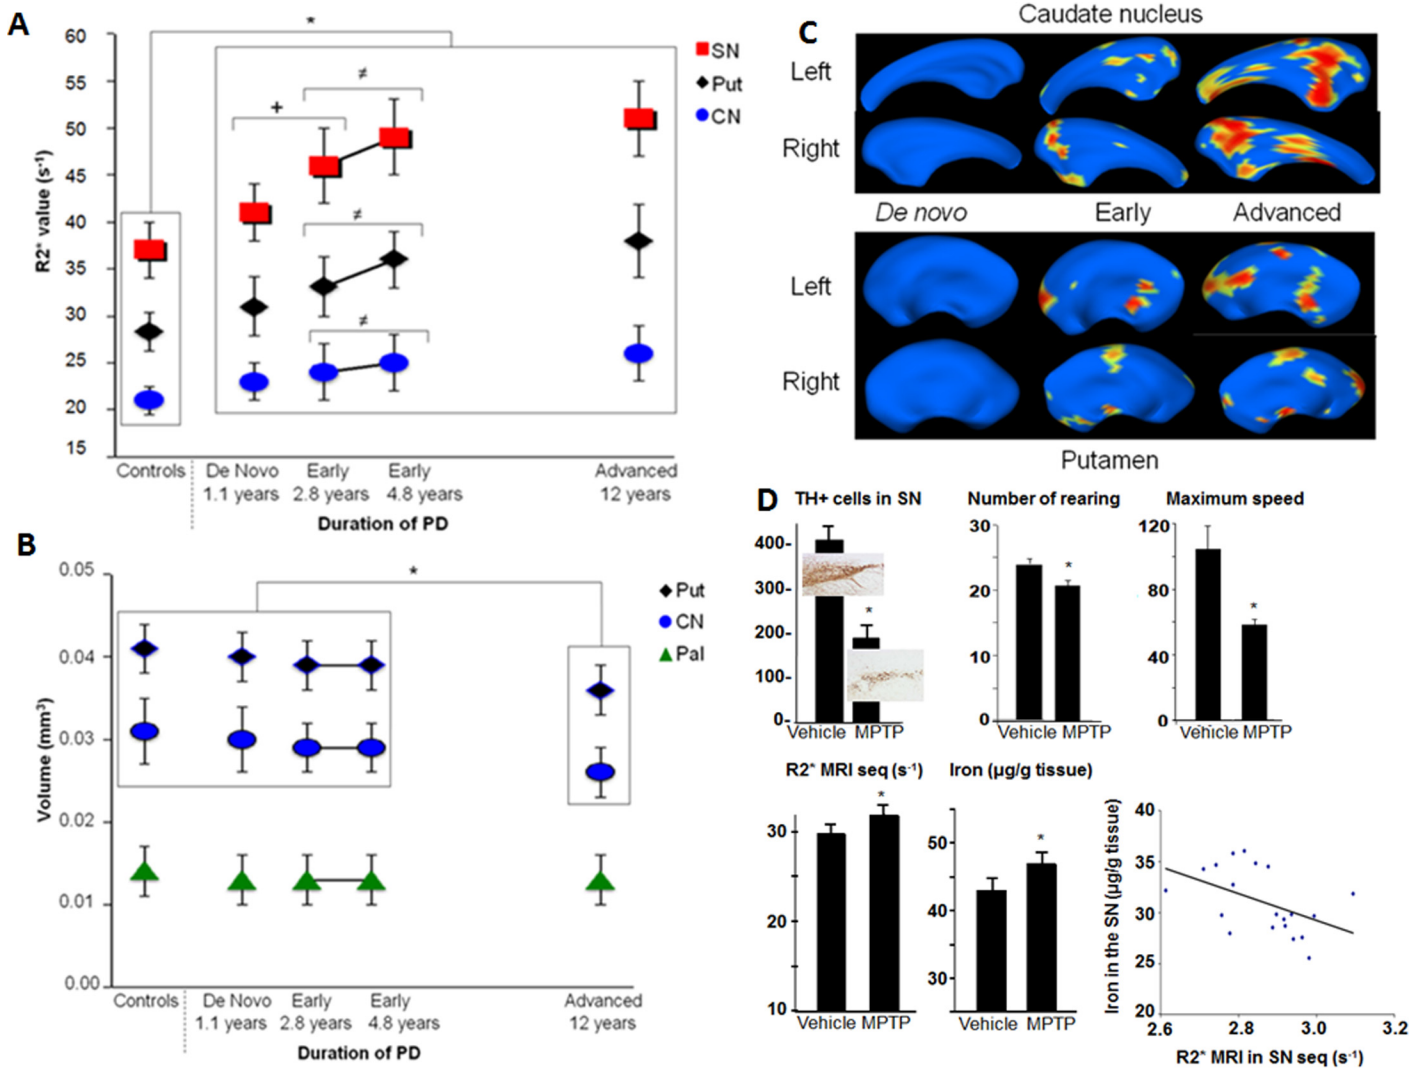 A
*
60
55
50
45
40
35
30
25
20
15
R2* value (s-1)
+
≠
≠
≠
SN
Put
CN
Controls
De Novo
1.1 years
Early
2.8 years
Early
4.8 years
Advanced
12 years
Duration of PD
B
*
0.05
0.04
0.03
0.02
0.01
0.00
Volume (mm3)
Put
CN
Pal
Controls
De Novo
1.1 years
Early
2.8 years
Early
4.8 years
Advanced
12 years
Duration of PD
C
Caudate nucleus
Left
Right
De novo
Early
Advanced
Left
Right
Putamen
D
TH+ cells in SN
400-
300-
200-
100-
0-
*
Vehicle MPTP
Number of rearing
30
20
10
0
*
Vehicle MPTP
Maximum speed
120
80
40
0
*
Vehicle MPTP
R2* MRI seq (s-1)
30
20
10
*
Vehicle MPTP
Iron (µg/g tissue)
50
40
30
*
Vehicle MPTP
Iron in the SN (µg/g tissue)
40
35
30
25
20
2.6
2.8
3.0
3.2
R2* MRI in SN seq (s-1)